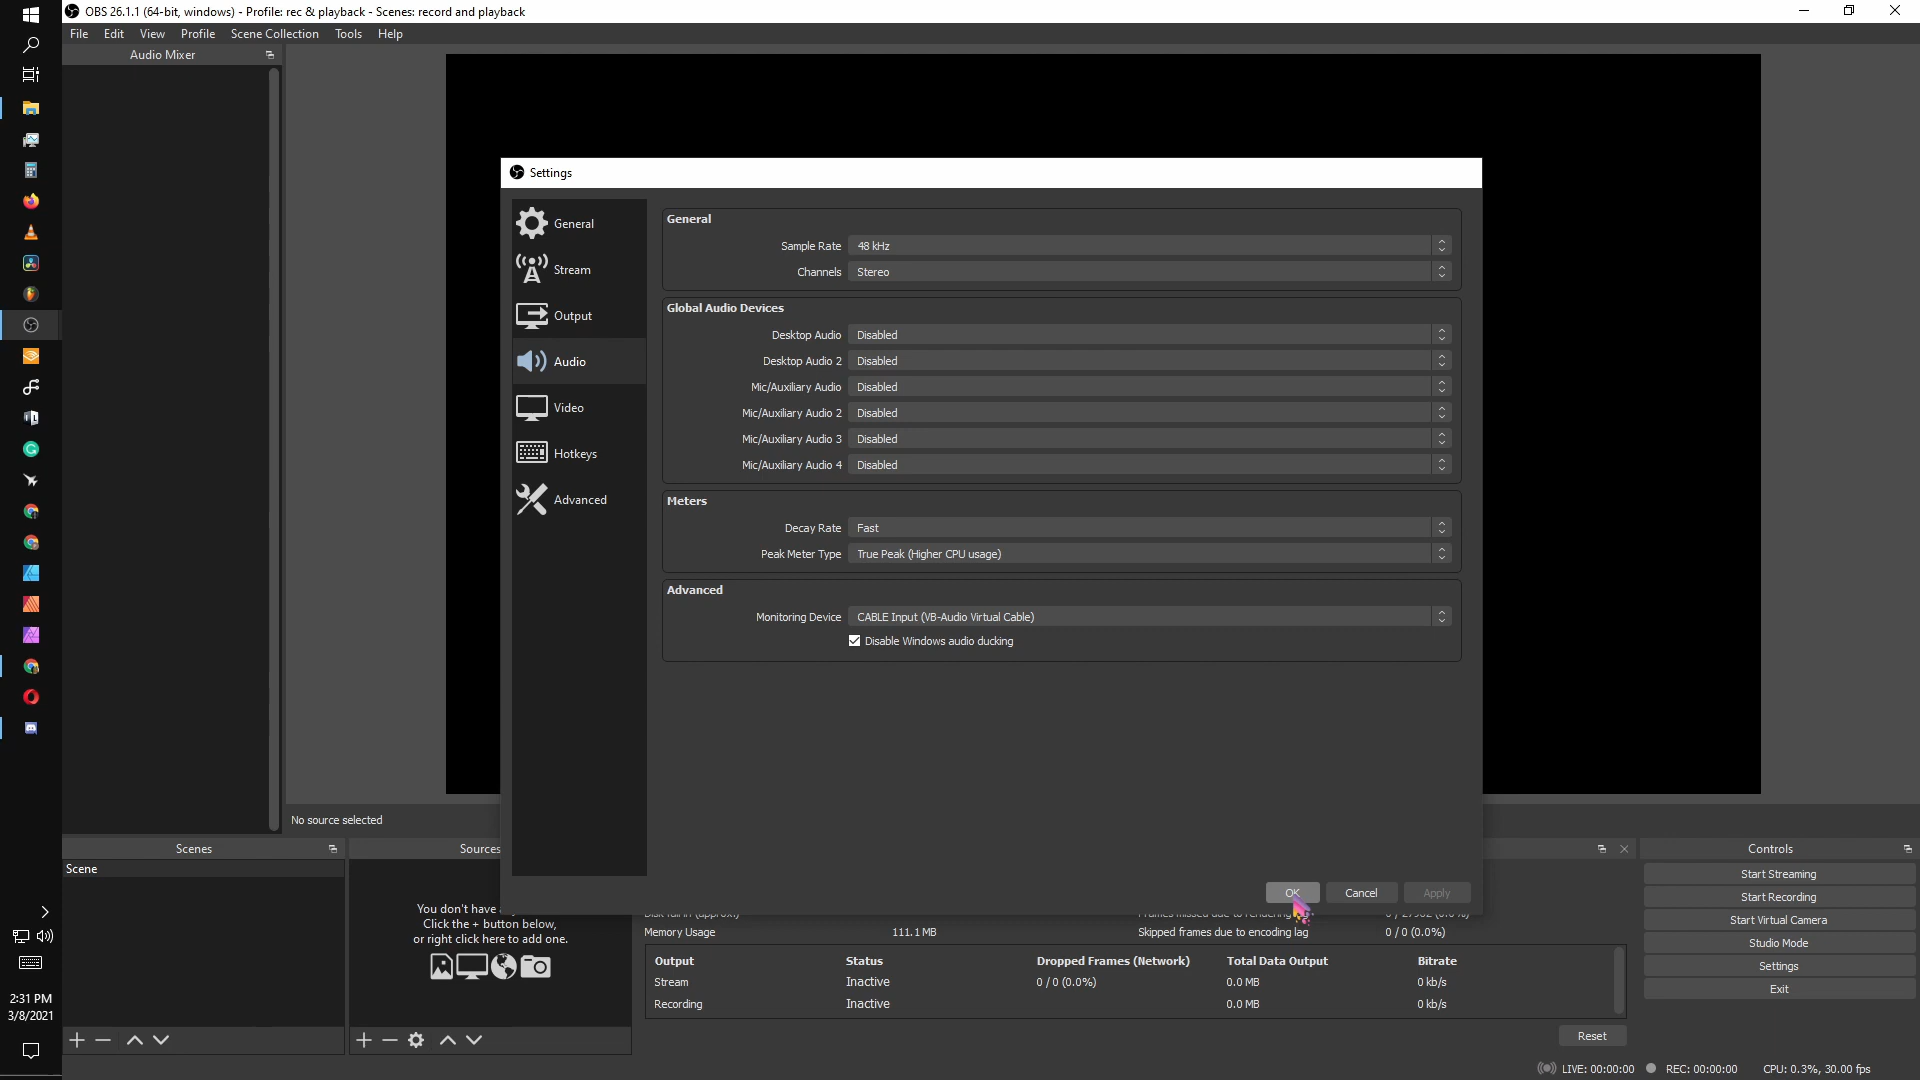 OBS 26.1.1 (64-bit, windows) - Profile: rec & playback - Scenes: record and playback
File Edit View Profile Scene Collection Tools Help
Audio Mixer
Settings
General
Stream
Output
Audio
Video
Hotkeys
Advanced
General
Sample Rate 48 kHz
Channels Stereo
Global Audio Devices
Desktop Audio Disabled
Desktop Audio 2 Disabled
Mic/Auxiliary Audio Disabled
Mic/Auxiliary Audio 2 Disabled
Mic/Auxiliary Audio 3 Disabled
Mic/Auxiliary Audio 4 Disabled
Meters
Decay Rate Fast
Peak Meter Type True Peak (Higher CPU usage)
Advanced
Monitoring Device CABLE Input (VB-Audio Virtual Cable)
Disable Windows audio ducking
OK Cancel Apply
No source selected
Scenes
Scene
Sources
You don't have
Click the + button below,
or right click here to add one.
Memory Usage 111.1 MB Skipped frames due to encoding lag 0 / 0 (0.0%)
Output Status Dropped Frames (Network) Total Data Output Bitrate
Stream Inactive 0 / 0 (0.0%) 0.0 MB 0 kb/s
Recording Inactive 0.0 MB 0 kb/s
Reset
Controls
Start Streaming
Start Recording
Start Virtual Camera
Studio Mode
Settings
Exit
LIVE: 00:00:00 REC: 00:00:00 CPU: 0.3%, 30.00 fps
2:31 PM
3/8/2021